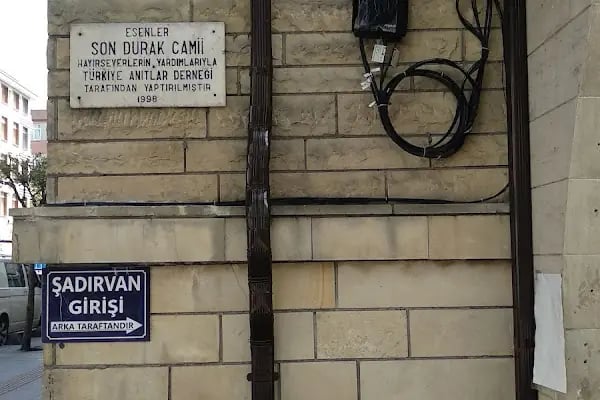 ESENLER
SON DURAK CAMİİ
HAYIRSEVERLERİN YARDIMLARIYLA
TÜRKİYE ANITLAR DERNEĞİ
TARAFINDAN YAPTIRILMIŞTIR
1998
ŞADIRVAN
GİRİŞİ
ARKA TARAFTANDIR